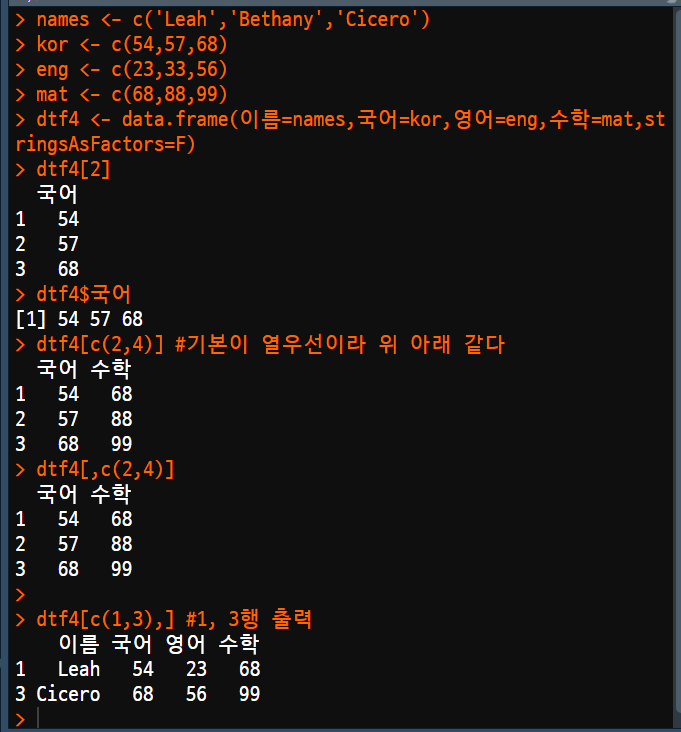 > names <- c('Leah','Bethany','Cicero')
> kor <- c(54,57,68)
> eng <- c(23,33,56)
> mat <- c(68,88,99)
> dtf4 <- data.frame(이름=names,국어=kor,영어=eng,수학=mat,st
ringsAsFactors=F)
> dtf4[2]
  국어
1   54
2   57
3   68
> dtf4$국어
[1] 54 57 68
> dtf4[c(2,4)] #기본이 열우선이라 위 아래 같다
  국어 수학
1   54   68
2   57   88
3   68   99
> dtf4[,c(2,4)]
  국어 수학
1   54   68
2   57   88
3   68   99
>
> dtf4[c(1,3),] #1, 3행 출력
    이름 국어 영어 수학
1   Leah   54   23   68
3 Cicero   68   56   99
>